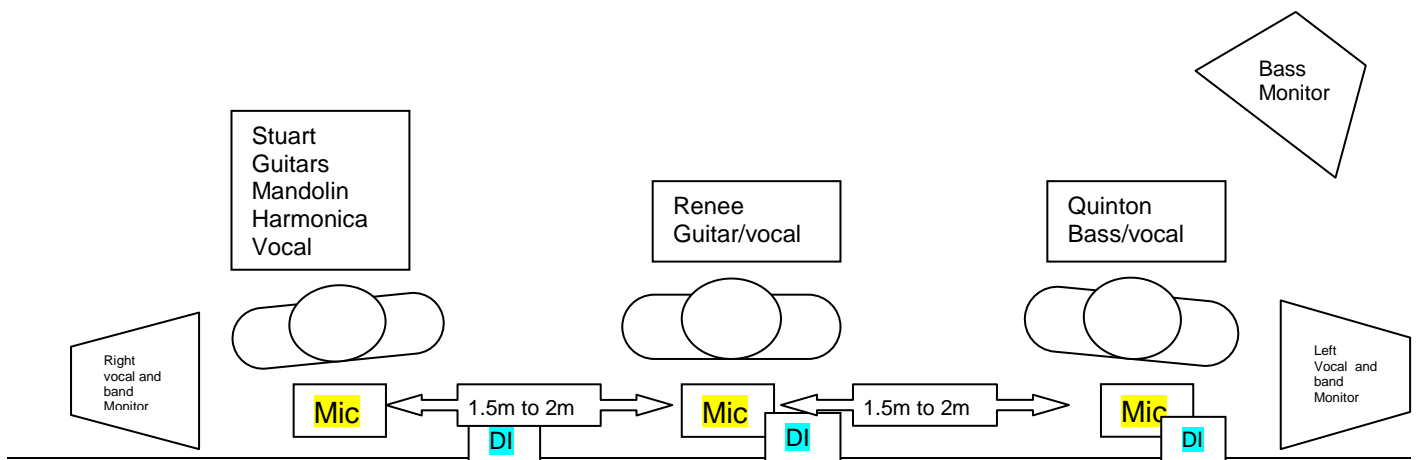 Bass
Monitor
Stuart
Guitars
Mandolin
Harmonica
Vocal
Renee
Guitar/vocal
Quinton
Bass/vocal
Right
vocal and
band
Monitor
Mic
1.5m to 2m
Mic
1.5m to 2m
Mic
Left
Vocal and
band
Monitor
DI
DI
DI